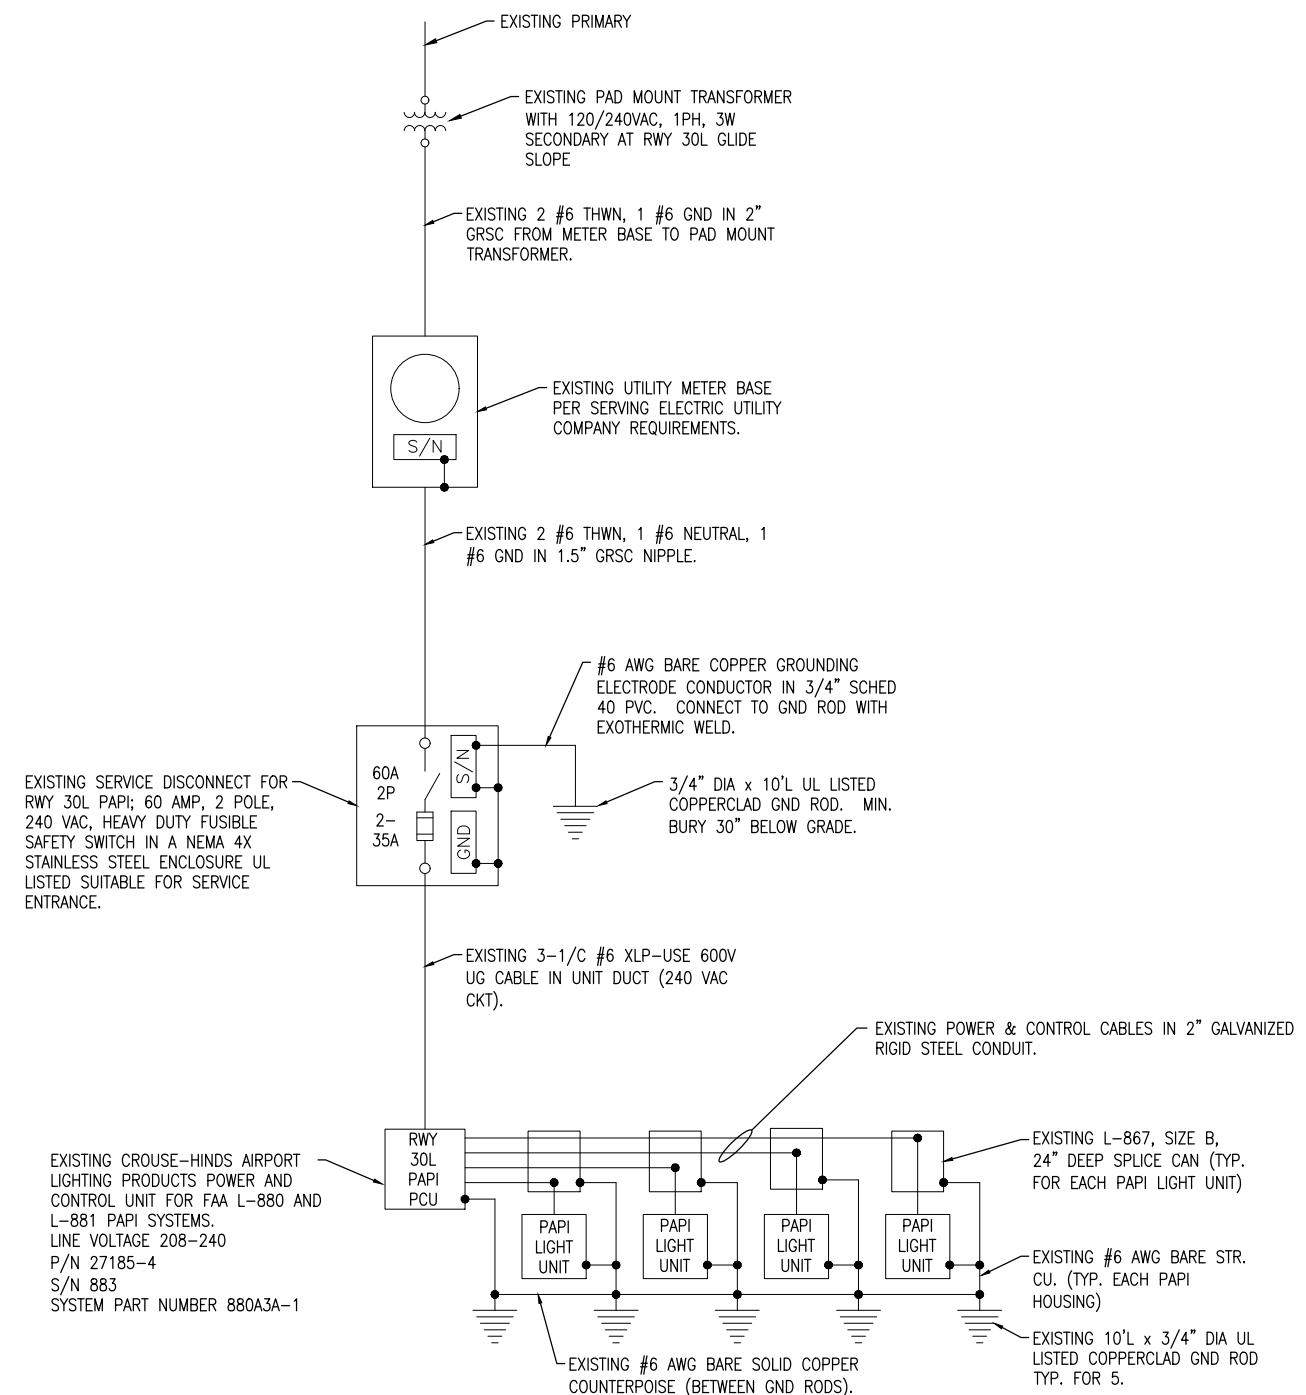 EXISTING PRIMARY
EXISTING PAD MOUNT TRANSFORMER
WITH 120/240VAC, 1PH, 3W
SECONDARY AT RWY 30L GLIDE
SLOPE
EXISTING 2 #6 THWN, 1 #6 GND IN 2"
GRSC FROM METER BASE TO PAD MOUNT
TRANSFORMER.
EXISTING UTILITY METER BASE
PER SERVING ELECTRIC UTILITY
COMPANY REQUIREMENTS.
S/N
EXISTING 2 #6 THWN, 1 #6 NEUTRAL, 1
#6 GND IN 1.5" GRSC NIPPLE.
#6 AWG BARE COPPER GROUNDING
ELECTRODE CONDUCTOR IN 3/4" SCHED
40 PVC. CONNECT TO GND ROD WITH
EXOTHERMIC WELD.
EXISTING SERVICE DISCONNECT FOR
RWY 30L PAPI; 60 AMP, 2 POLE,
240 VAC, HEAVY DUTY FUSIBLE
SAFETY SWITCH IN A NEMA 4X
STAINLESS STEEL ENCLOSURE UL
LISTED SUITABLE FOR SERVICE
ENTRANCE.
60A
2P
2-
35A
S/N
GND
3/4" DIA x 10'L UL LISTED
COPPERCLAD GND ROD. MIN.
BURY 30" BELOW GRADE.
EXISTING 3-1/C #6 XLP-USE 600V
UG CABLE IN UNIT DUCT (240 VAC
CKT).
EXISTING POWER & CONTROL CABLES IN 2" GALVANIZED
RIGID STEEL CONDUIT.
EXISTING CROUSE-HINDS AIRPORT
LIGHTING PRODUCTS POWER AND
CONTROL UNIT FOR FAA L-880 AND
L-881 PAPI SYSTEMS.
LINE VOLTAGE 208-240
P/N 27185-4
S/N 883
SYSTEM PART NUMBER 880A3A-1
RWY
30L
PAPI
PCU
PAPI
LIGHT
UNIT
PAPI
LIGHT
UNIT
PAPI
LIGHT
UNIT
PAPI
LIGHT
UNIT
EXISTING L-867, SIZE B,
24" DEEP SPLICE CAN (TYP.
FOR EACH PAPI LIGHT UNIT)
EXISTING #6 AWG BARE STR.
CU. (TYP. EACH PAPI
HOUSING)
EXISTING 10'L x 3/4" DIA UL
LISTED COPPERCLAD GND ROD
TYP. FOR 5.
EXISTING #6 AWG BARE SOLID COPPER
COUNTERPOISE (BETWEEN GND RODS).